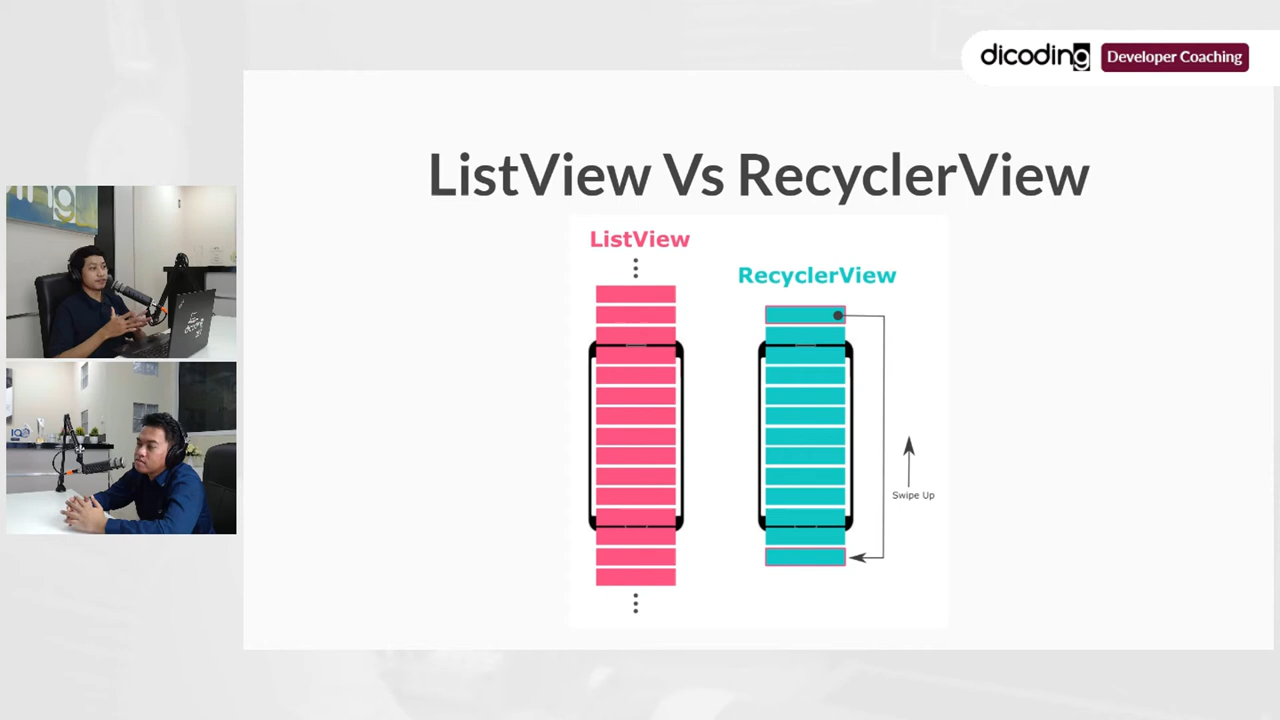 dicoding
Developer Coaching
ListView Vs RecyclerView
ListView
RecyclerView
Swipe Up